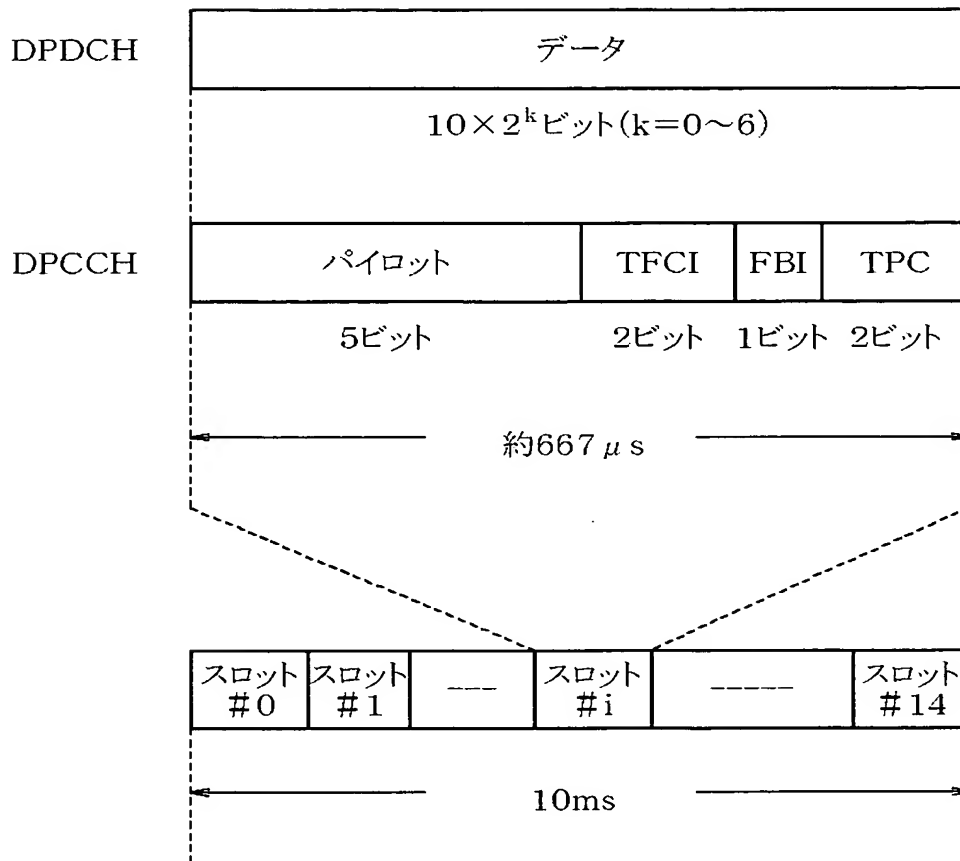 DPDCH データ
10×2ᵏビット(k=0～6)
DPCCH パイロット TFCI FBI TPC
5ビット 2ビット 1ビット 2ビット
約667μs
スロット スロット スロット スロット
#0 #1 --- #i ----- #14
10ms